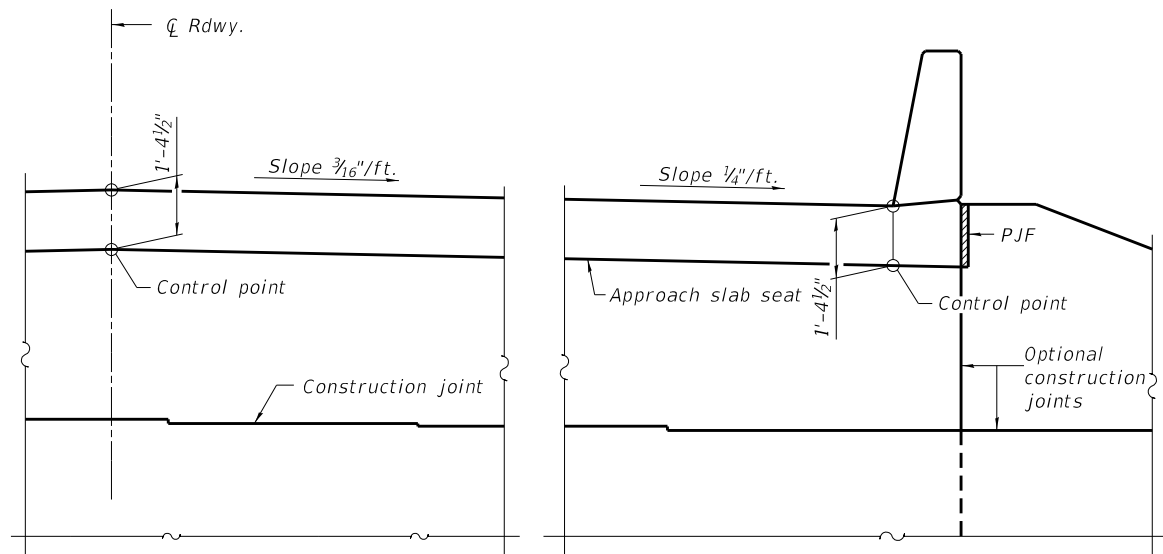 ℄ Rdwy.
1'-4½"
Slope 3/16"/ft.
Control point
Construction joint
Slope ¼"/ft.
PJF
Approach slab seat
1'-4½"
Control point
Optional
construction
joints